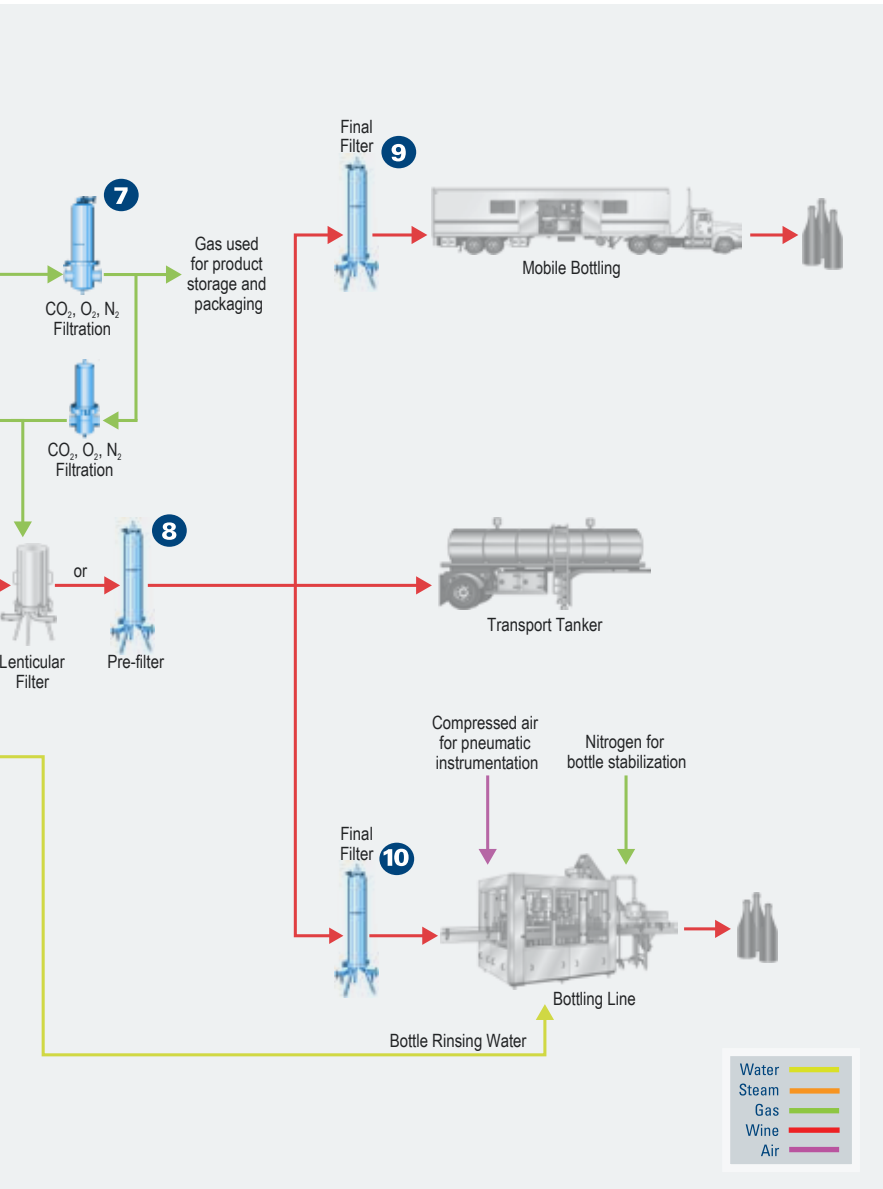 Final
Filter
9
7
Gas used
for product
storage and
packaging
Mobile Bottling
CO₂, O₂, N₂
Filtration
CO₂, O₂, N₂
Filtration
8
or
Lenticular
Filter
Pre-filter
Transport Tanker
Compressed air
for pneumatic
instrumentation
Nitrogen for
bottle stabilization
Final
Filter
10
Bottling Line
Bottle Rinsing Water
Water
Steam
Gas
Wine
Air